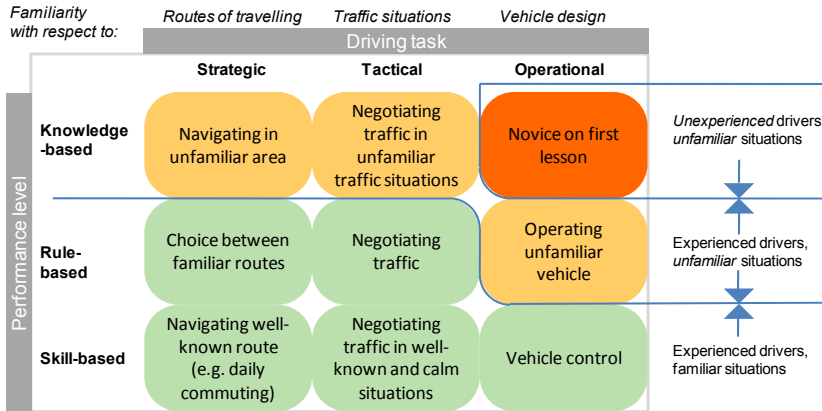 Familiarity
with respect to:
Routes of travelling
Traffic situations
Vehicle design
Driving task
Strategic
Tactical
Operational
Performance level
Knowledge
-based
Navigating in
unfamiliar area
Negotiating
traffic in
unfamiliar
traffic situations
Novice on first
lesson
Unexperienced drivers
unfamiliar situations
Rule-
based
Choice between
familiar routes
Negotiating
traffic
Operating
unfamiliar
vehicle
Experienced drivers,
unfamiliar situations
Skill-based
Navigating well-
known route
(e.g. daily
commuting)
Negotiating
traffic in well-
known and calm
situations
Vehicle control
Experienced drivers,
familiar situations